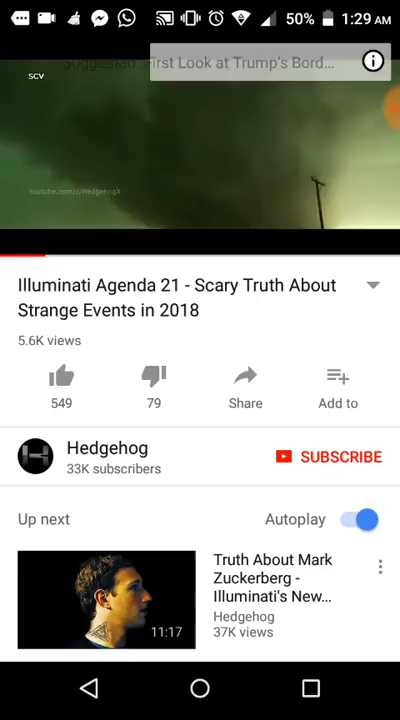 50% 1:29 AM
Suggested: First Look at Trump's Bord...
SCV
Youtube.com/c/HedgehogX
Illuminati Agenda 21 - Scary Truth About
Strange Events in 2018
5.6K views
549 79 Share Add to
Hedgehog
33K subscribers
SUBSCRIBE
Up next
Autoplay
Truth About Mark
Zuckerberg -
Illuminati's New...
Hedgehog
37K views
11:17